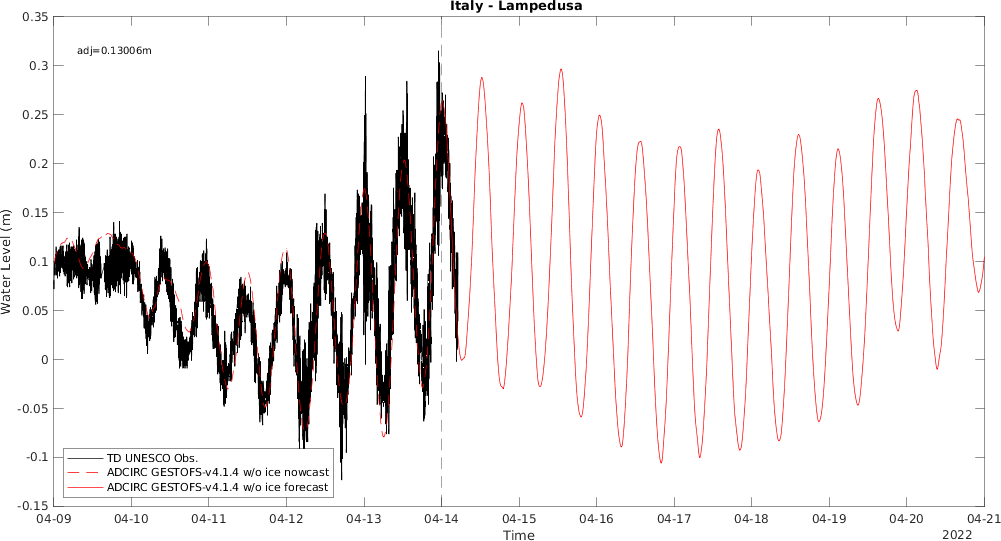 Italy - Lampedusa
adj=0.13006m
0.35
0.3
0.25
0.2
0.15
0.1
0.05
0
-0.05
-0.1
-0.15
Water Level (m)
TD UNESCO Obs.
ADCIRC GESTOFS-v4.1.4 w/o ice nowcast
ADCIRC GESTOFS-v4.1.4 w/o ice forecast
04-09 04-10 04-11 04-12 04-13 04-14 04-15 04-16 04-17 04-18 04-19 04-20 04-21
Time
2022